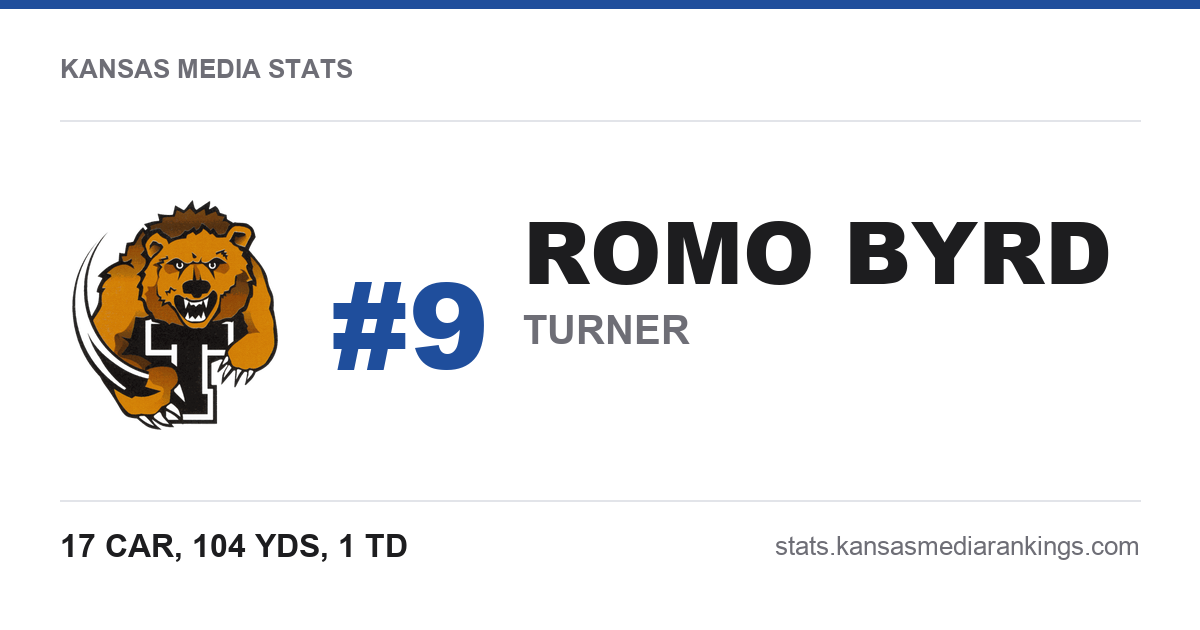 KANSAS MEDIA STATS
T
#9
ROMO BYRD
TURNER
17 CAR, 104 YDS, 1 TD
stats.kansasmediarankings.com